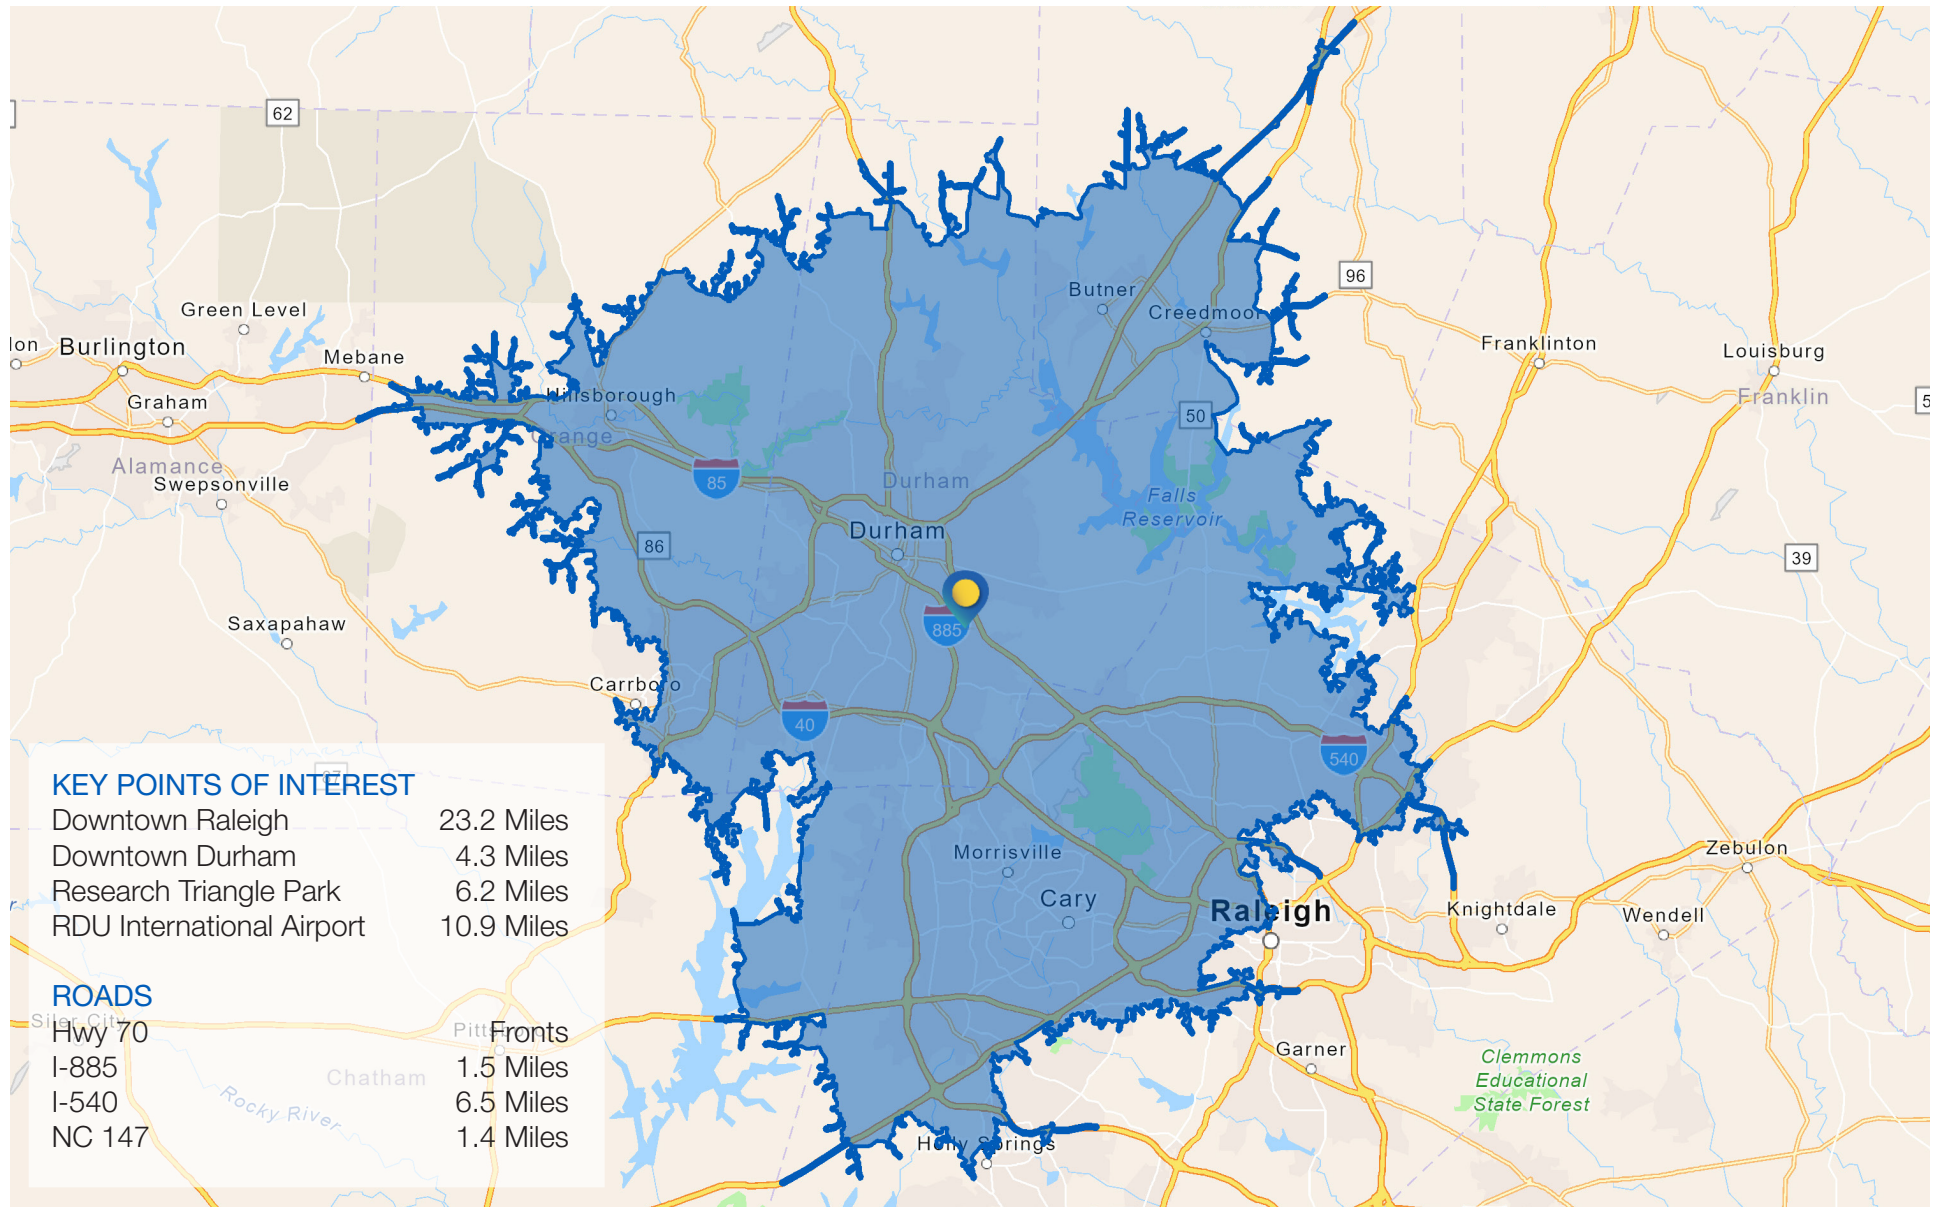 62
96
Butner
Creedmoor
Green Level
Burlington
Mebane
Graham
Franklinton
Louisburg
Franklin
Hillsborough
Orange
50
Alamance
Swepsonville
85
Durham
Falls
Reservoir
Durham
86
39
885
Saxapahaw
Carrboro
40
540
KEY POINTS OF INTEREST
Downtown Raleigh 23.2 Miles
Downtown Durham 4.3 Miles
Research Triangle Park 6.2 Miles
RDU International Airport 10.9 Miles
ROADS
Hwy 70 Fronts
I-885 1.5 Miles
I-540 6.5 Miles
NC 147 1.4 Miles
Siler City
Chatham
Rocky River
Morrisville
Cary
Raleigh
Zebulon
Knightdale
Wendell
Garner
Clemmons
Educational
State Forest
Holly Springs